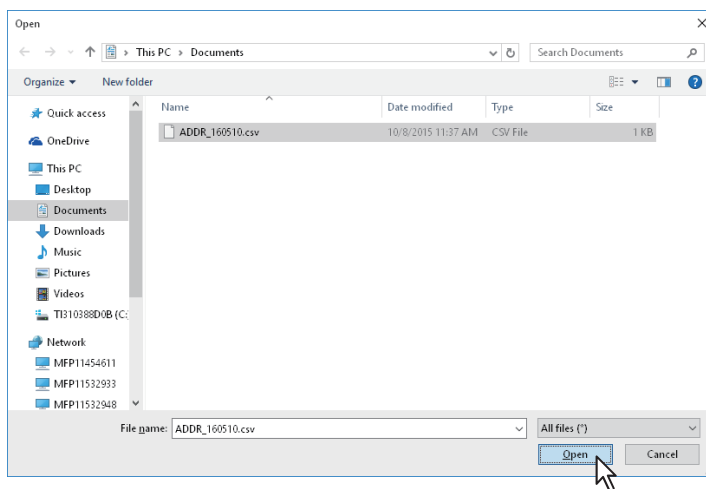 Open
This PC > Documents
Search Documents
Organize
New folder
Name
Date modified
Type
Size
Quick access
OneDrive
This PC
Desktop
Documents
Downloads
Music
Pictures
Videos
TI310388D0B (C:
Network
MFP11454611
MFP11532933
MFP11532948
ADDR_160510.csv
10/8/2015 11:37 AM
CSV File
1 KB
File name:
ADDR_160510.csv
All files (*)
Open
Cancel